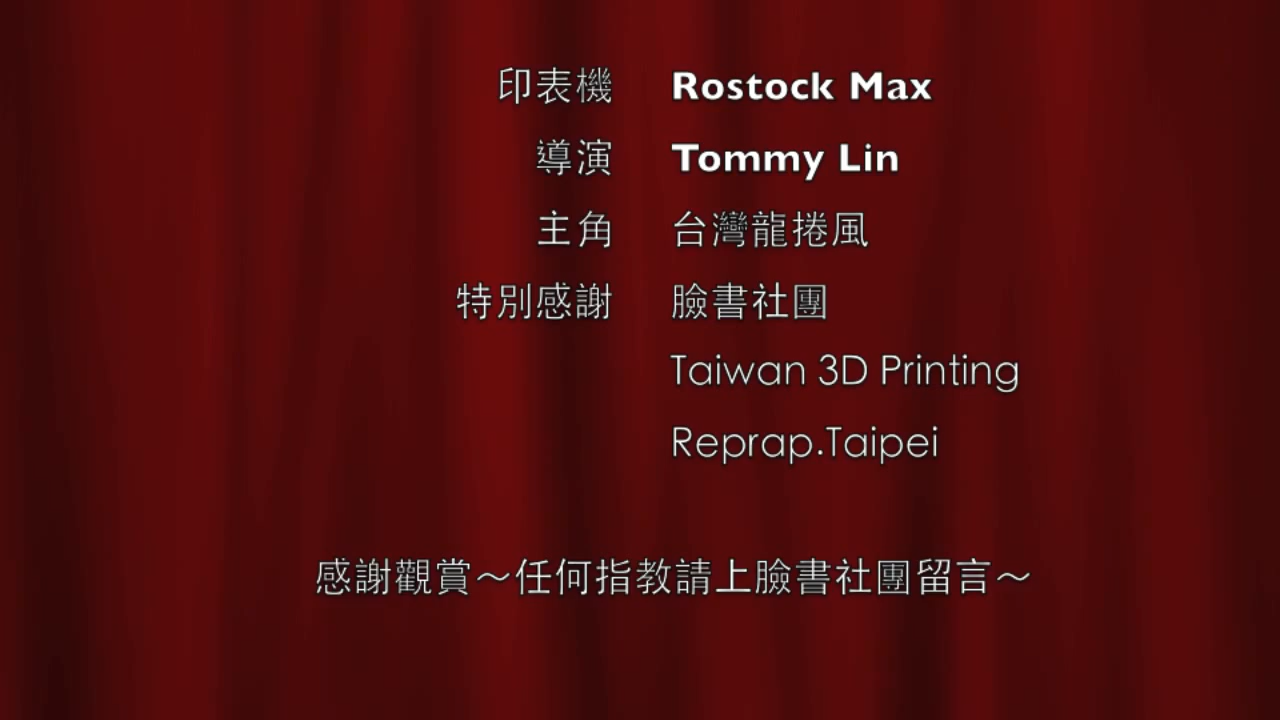 印表機 Rostock Max
導演 Tommy Lin
主角 台灣龍捲風
特別感謝 臉書社團
Taiwan 3D Printing
Reprap.Taipei
感謝觀賞～任何指教請上臉書社團留言～